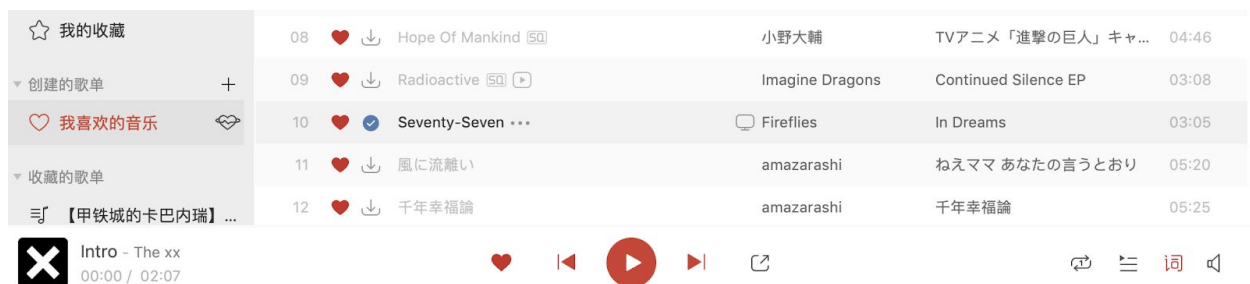 我的收藏
08 Hope Of Mankind SQ 小野大輔 TVアニメ「進撃の巨人」キャ... 04:46
创建的歌单
09 Radioactive SQ Imagine Dragons Continued Silence EP 03:08
我喜欢的音乐
10 Seventy-Seven Fireflies In Dreams 03:05
11 風に流離い amazarashi ねえママ あなたの言うとおり 05:20
收藏的歌单
12 千年幸福論 amazarashi 千年幸福論 05:25
【甲铁城的卡巴内瑞】...
Intro - The xx
00:00 / 02:07
词